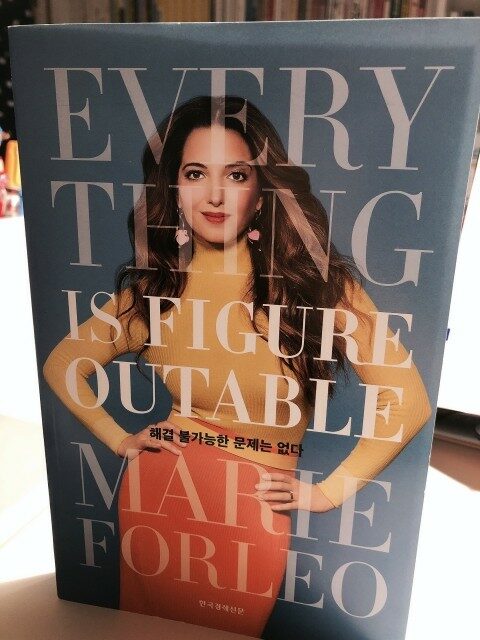 EVERY
THING
IS FIGURE
OUTABLE
해결 불가능한 문제는 없다
MARIE
FORLEO
한국경제신문